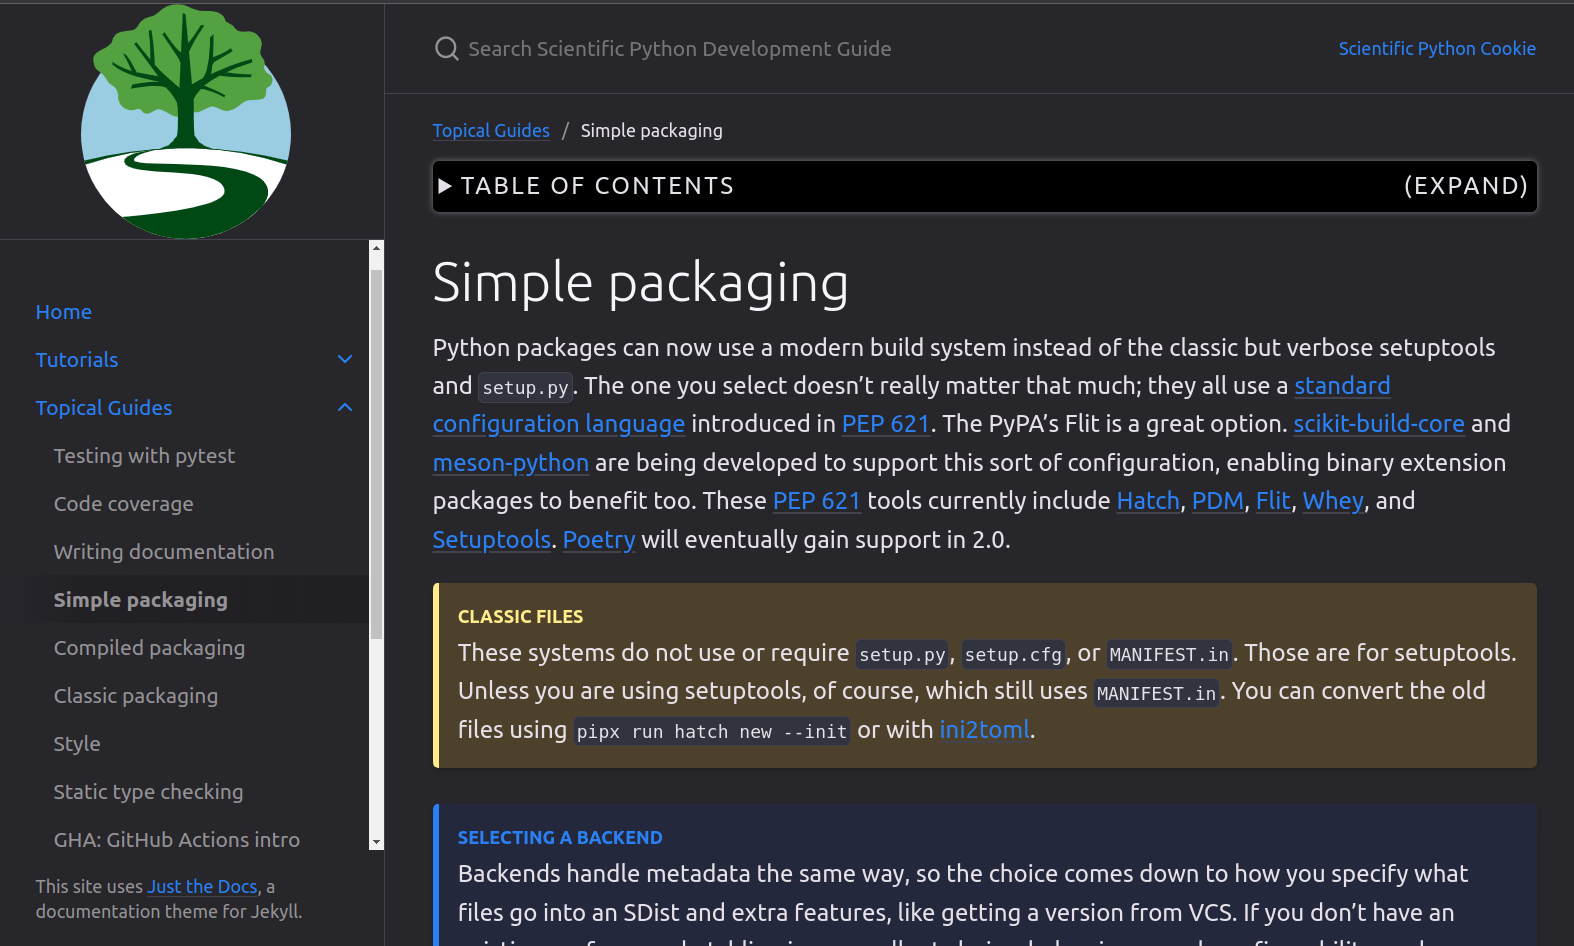 Search Scientific Python Development Guide
Scientific Python Cookie
Topical Guides / Simple packaging
TABLE OF CONTENTS (EXPAND)
Home
Tutorials
Topical Guides
Testing with pytest
Code coverage
Writing documentation
Simple packaging
Compiled packaging
Classic packaging
Style
Static type checking
GHA: GitHub Actions intro
This site uses Just the Docs, a
documentation theme for Jekyll.
Simple packaging
Python packages can now use a modern build system instead of the classic but verbose setuptools
and setup.py. The one you select doesn’t really matter that much; they all use a standard
configuration language introduced in PEP 621. The PyPA’s Flit is a great option. scikit-build-core and
meson-python are being developed to support this sort of configuration, enabling binary extension
packages to benefit too. These PEP 621 tools currently include Hatch, PDM, Flit, Whey, and
Setuptools. Poetry will eventually gain support in 2.0.
CLASSIC FILES
These systems do not use or require setup.py, setup.cfg, or MANIFEST.in. Those are for setuptools.
Unless you are using setuptools, of course, which still uses MANIFEST.in. You can convert the old
files using pipx run hatch new --init or with ini2toml.
SELECTING A BACKEND
Backends handle metadata the same way, so the choice comes down to how you specify what
files go into an SDist and extra features, like getting a version from VCS. If you don’t have an